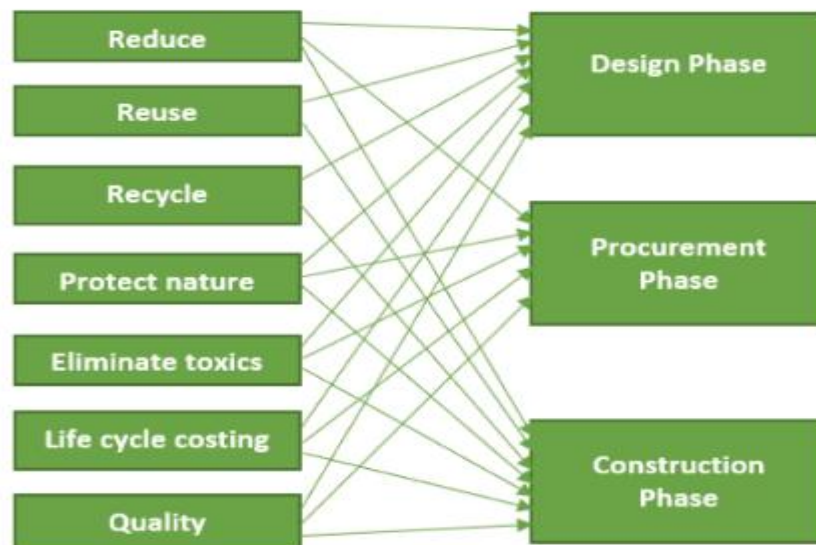 Reduce
Reuse
Recycle
Protect nature
Eliminate toxics
Life cycle costing
Quality
Design Phase
Procurement
Phase
Construction
Phase